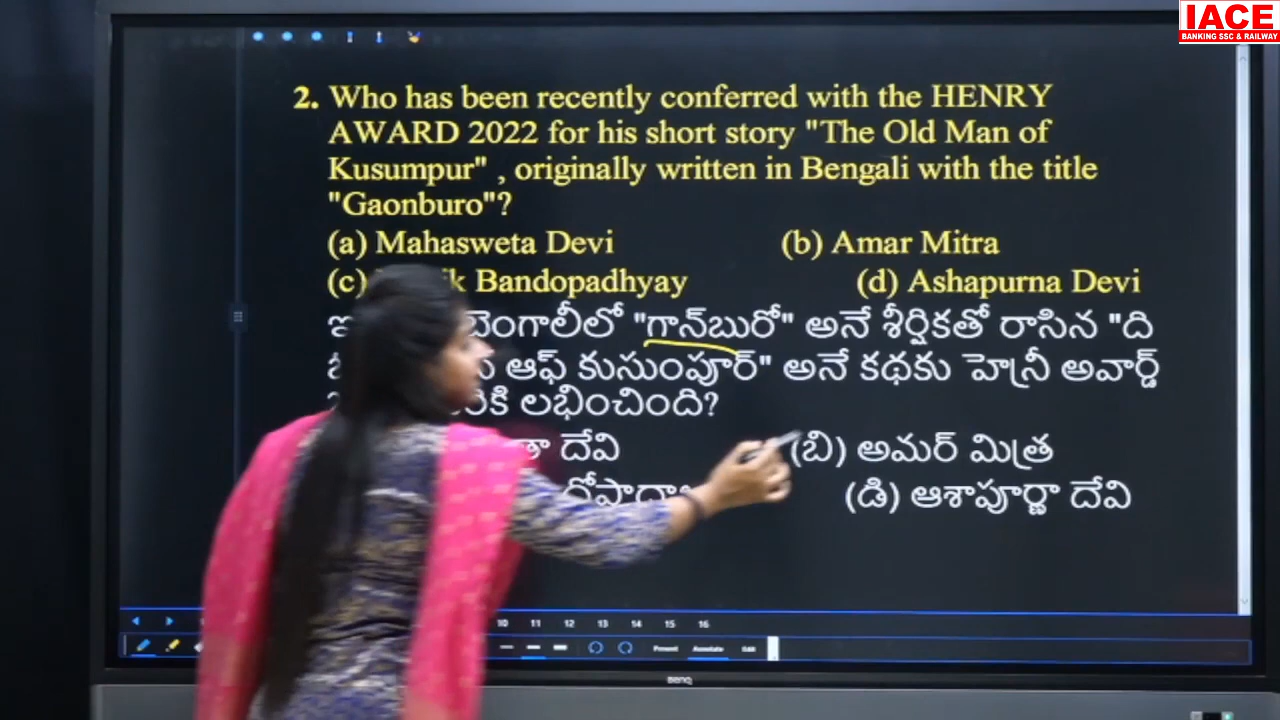 IACE
BANKING SSC & RAILWAY
2. Who has been recently conferred with the HENRY
AWARD 2022 for his short story "The Old Man of
Kusumpur" , originally written in Bengali with the title
"Gaonburo"?
(a) Mahasweta Devi (b) Amar Mitra
(c) Bandopadhyay (d) Ashapurna Devi
బెంగాలీలో "గాన్‌బురో" అనే శీర్షికతో రాసిన "ది
ఆఫ్ కుసుంపూర్" అనే కథకు హెన్రీ అవార్డ్
లభించింది?
దేవి (బి) అమర్ మిత్ర
(డి) ఆశాపూర్ణా దేవి
10 11 12 13 14 15 16
Present Annotate
BenQ